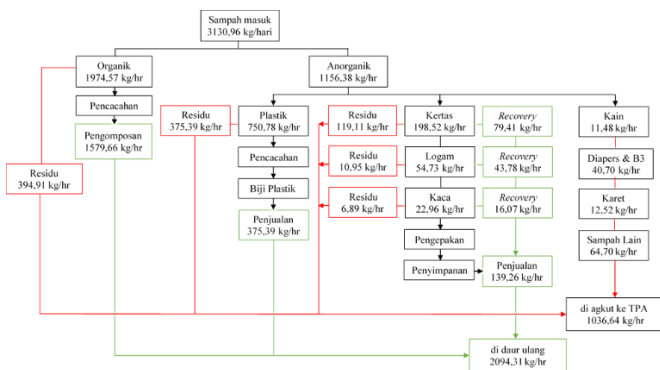 Sampah masuk
3130,96 kg/hari
Organik
1974,57 kg/hr
Anorganik
1156,38 kg/hr
Pencacahan
Residu
375,39 kg/hr
Plastik
750,78 kg/hr
Residu
119,11 kg/hr
Kertas
198,52 kg/hr
Recovery
79,41 kg/hr
Kain
11,48 kg/hr
Pengomposan
1579,66 kg/hr
Pencacahan
Residu
10,95 kg/hr
Logam
54,73 kg/hr
Recovery
43,78 kg/hr
Diapers & B3
40,70 kg/hr
Residu
394,91 kg/hr
Biji Plastik
Residu
6,89 kg/hr
Kaca
22,96 kg/hr
Recovery
16,07 kg/hr
Karet
12,52 kg/hr
Penjualan
375,39 kg/hr
Pengepakan
Sampah Lain
64,70 kg/hr
Penyimpanan
Penjualan
139,26 kg/hr
di agkut ke TPA
1036,64 kg/hr
di daur ulang
2094,31 kg/hr